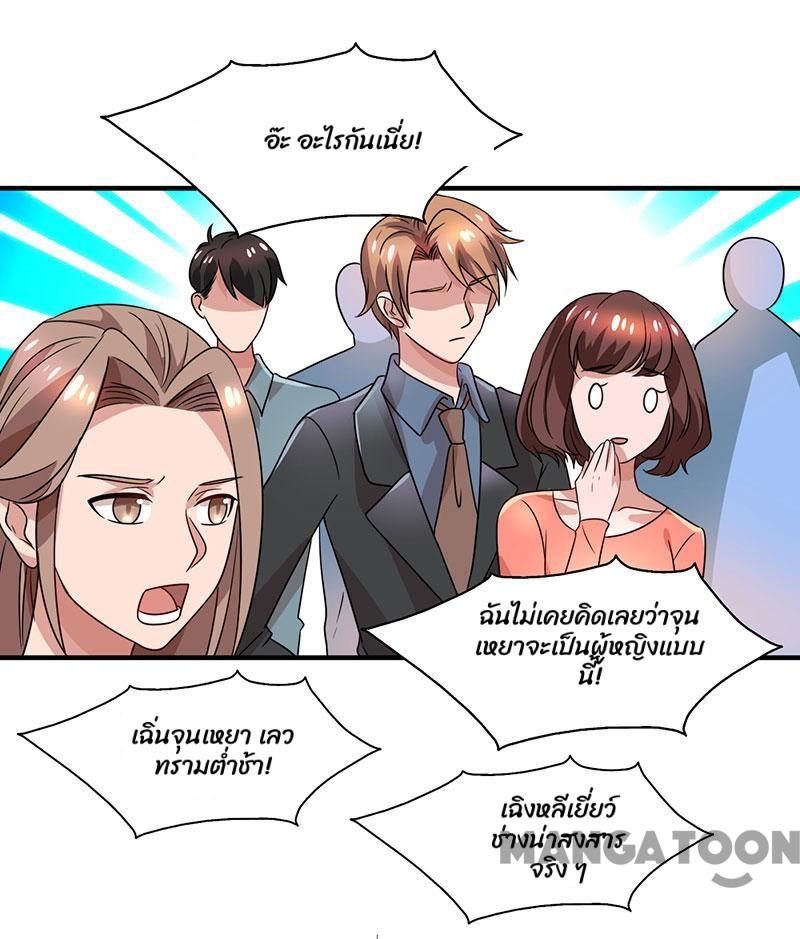 อ๊ะ อะไรกันเนี่ย!
ฉันไม่เคยคิดเลยว่าจุน
เหยาจะเป็นผู้หญิงแบบ
นี้!
เฉิ่นจุนเหยา เลว
ทรามต่ำช้า!
เฉิงหลีเยี่ยว์
ช่างน่าสงสาร
จริง ๆ
MANGATOON